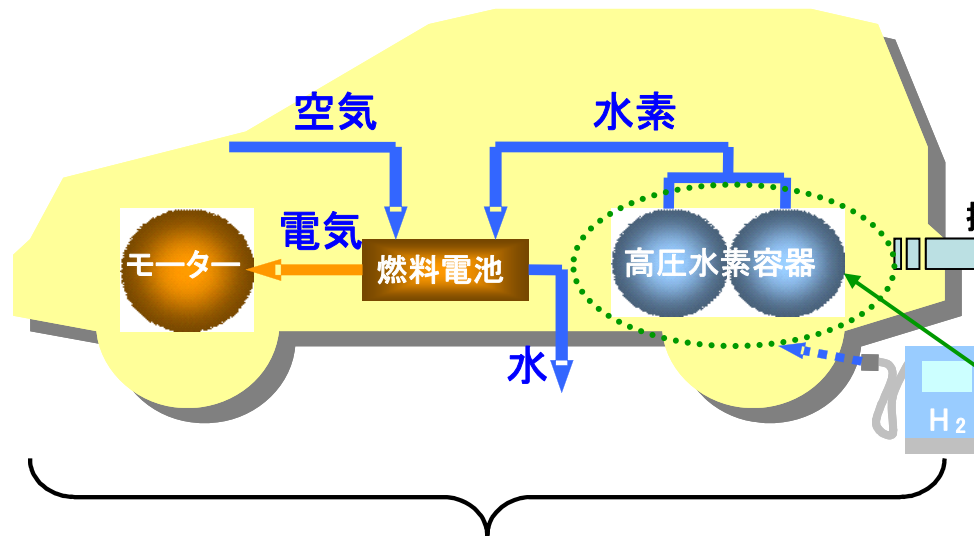 空気
水素
電気
モーター
燃料電池
高圧水素容器
水
H₂